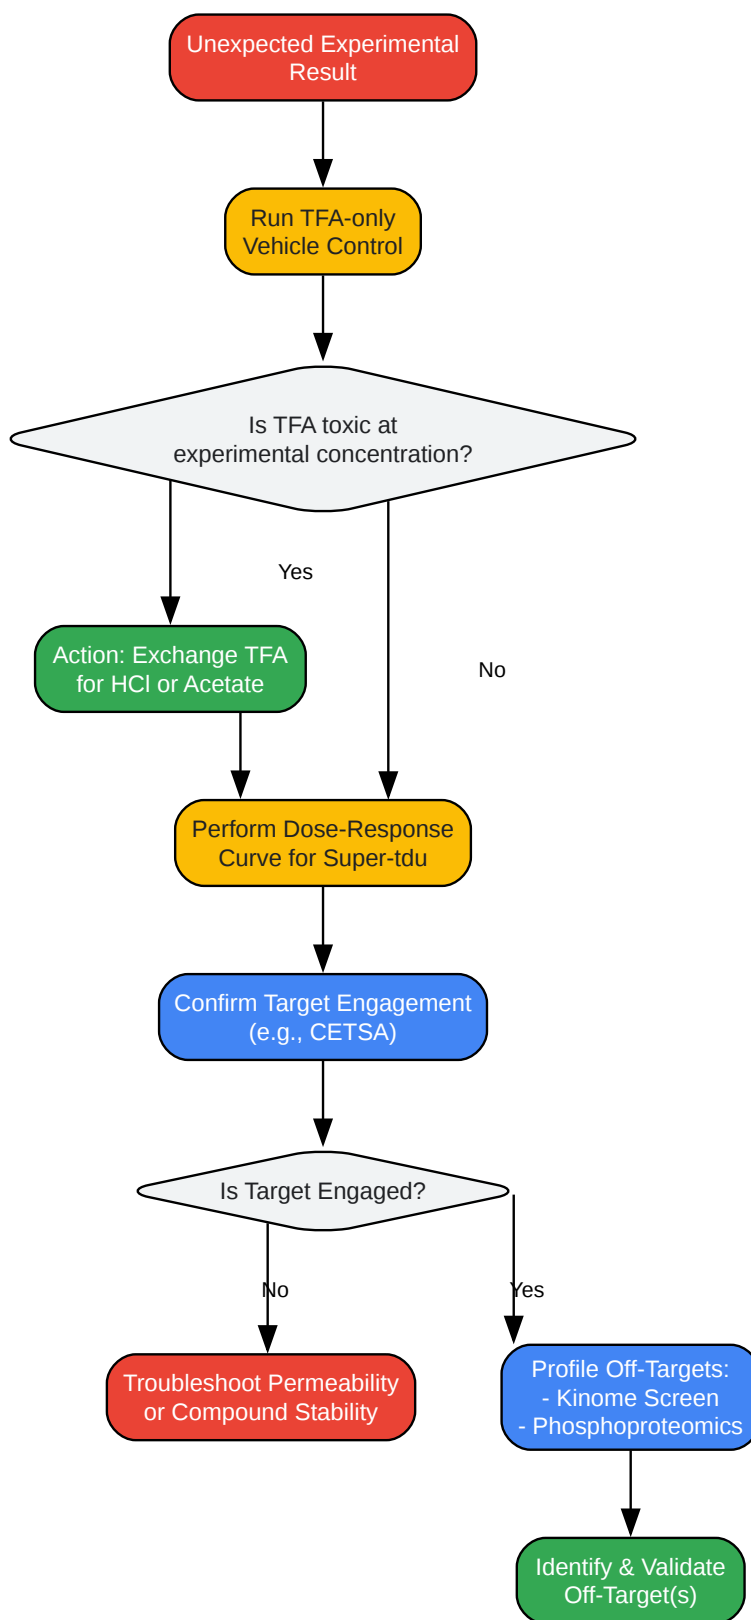 Unexpected Experimental
Result
Run TFA-only
Vehicle Control
Is TFA toxic at
experimental concentration?
Yes
Action: Exchange TFA
for HCl or Acetate
No
Perform Dose-Response
Curve for Super-tdu
Confirm Target Engagement
(e.g., CETSA)
Is Target Engaged?
No
Yes
Troubleshoot Permeability
or Compound Stability
Profile Off-Targets:
- Kinome Screen
- Phosphoproteomics
Identify & Validate
Off-Target(s)